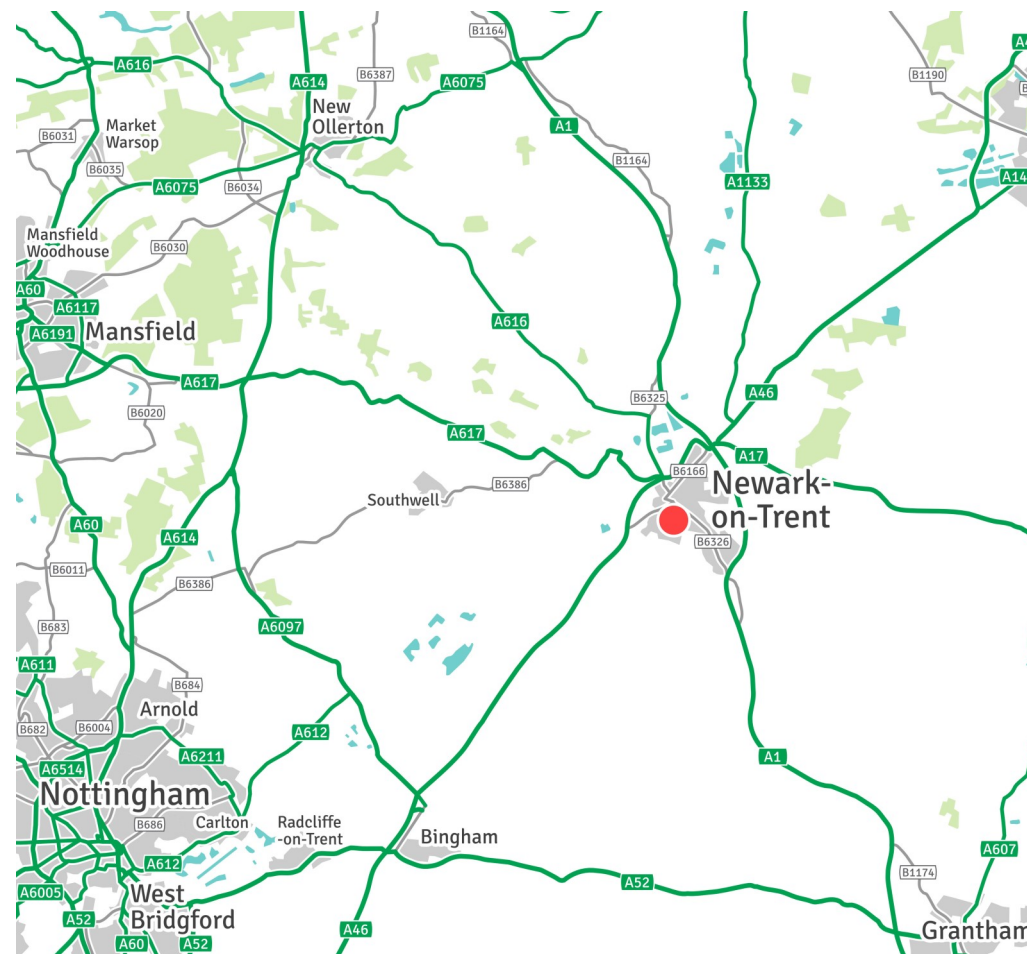 B1164
A616
A614
B6387
A6075
New
Ollerton
A1
B1190
Market
Warsop
B6031
B6035
B1164
A6075
B6034
A1133
Mansfield
Woodhouse
B6030
A60
A6117
A6191
Mansfield
A616
A617
A46
B6325
B6020
A617
A17
B6166
Newark-
on-Trent
Southwell
B6386
A60
A614
B6326
B6011
B6386
B683
A6097
A611
B684
Arnold
B682
B6004
A612
A6211
A1
A6514
Nottingham
B686
Carlton
Radcliffe
-on-Trent
Bingham
A607
A612
A6005
West
Bridgford
A52
B1174
A52
A60
A52
A46
Grantham